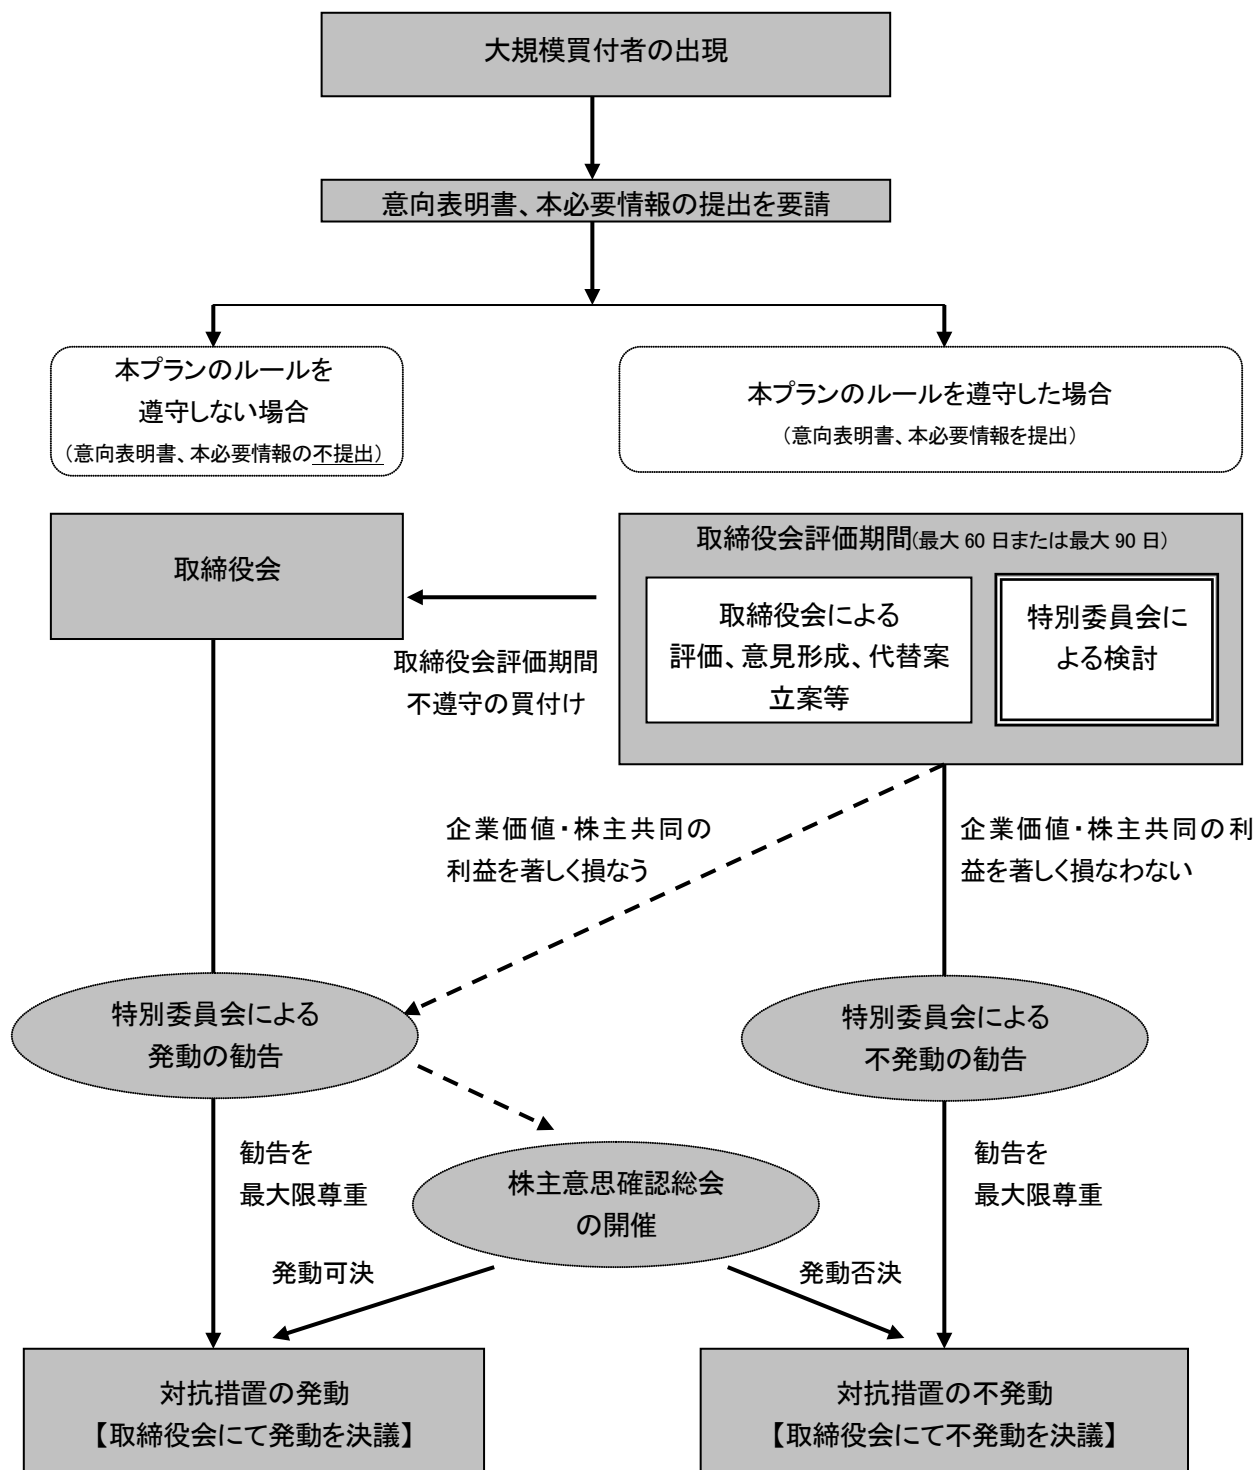 大規模買付者の出現
意向表明書、本必要情報の提出を要請
本プランのルールを
遵守しない場合
（意向表明書、本必要情報の不提出）
本プランのルールを遵守した場合
（意向表明書、本必要情報を提出）
取締役会
取締役会評価期間(最大 60 日または最大 90 日)
取締役会による
評価、意見形成、代替案
立案等
特別委員会に
よる検討
取締役会評価期間
不遵守の買付け
企業価値・株主共同の
利益を著しく損なう
企業価値・株主共同の利
益を著しく損なわない
特別委員会による
発動の勧告
特別委員会による
不発動の勧告
勧告を
最大限尊重
株主意思確認総会
の開催
勧告を
最大限尊重
発動可決
発動否決
対抗措置の発動
【取締役会にて発動を決議】
対抗措置の不発動
【取締役会にて不発動を決議】